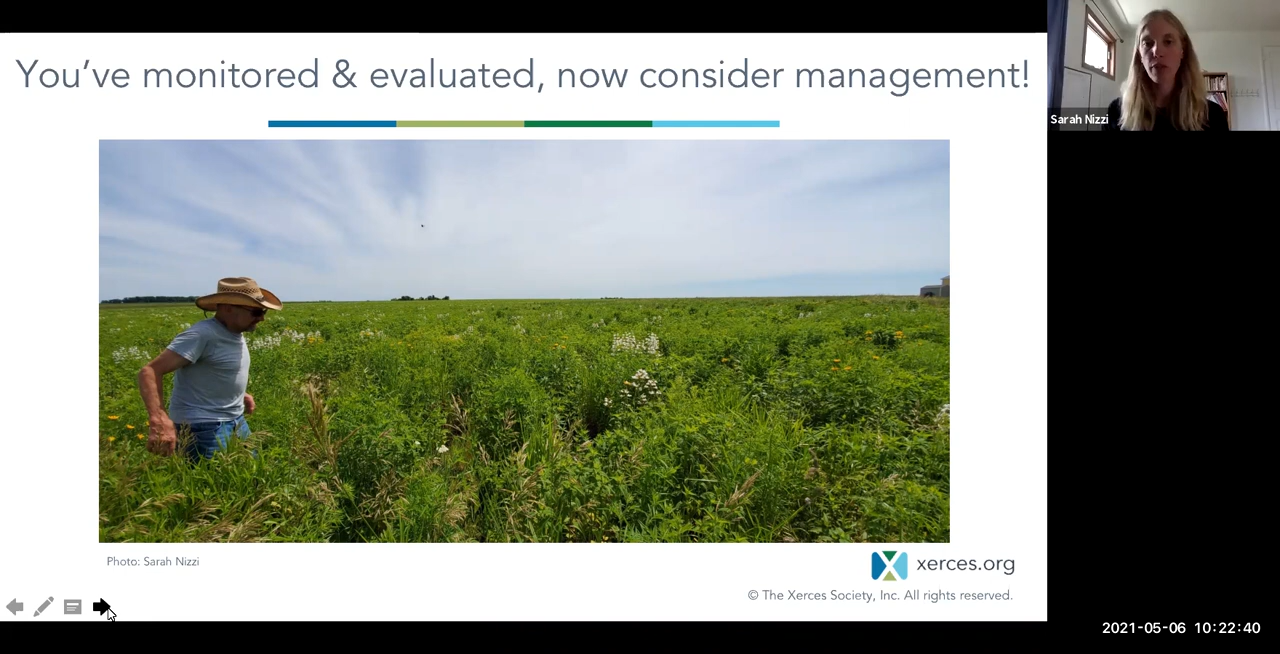 You've monitored & evaluated, now consider management!
Sarah Nizzi
Photo: Sarah Nizzi
xerces.org
© The Xerces Society, Inc. All rights reserved.
2021-05-06 10:22:40